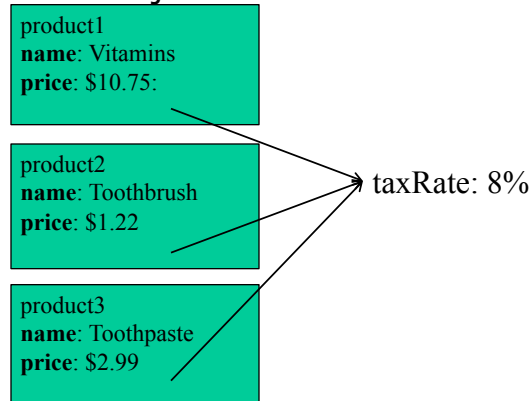 product1
name: Vitamins
price: $10.75:
product2
name: Toothbrush
price: $1.22
taxRate: 8%
product3
name: Toothpaste
price: $2.99